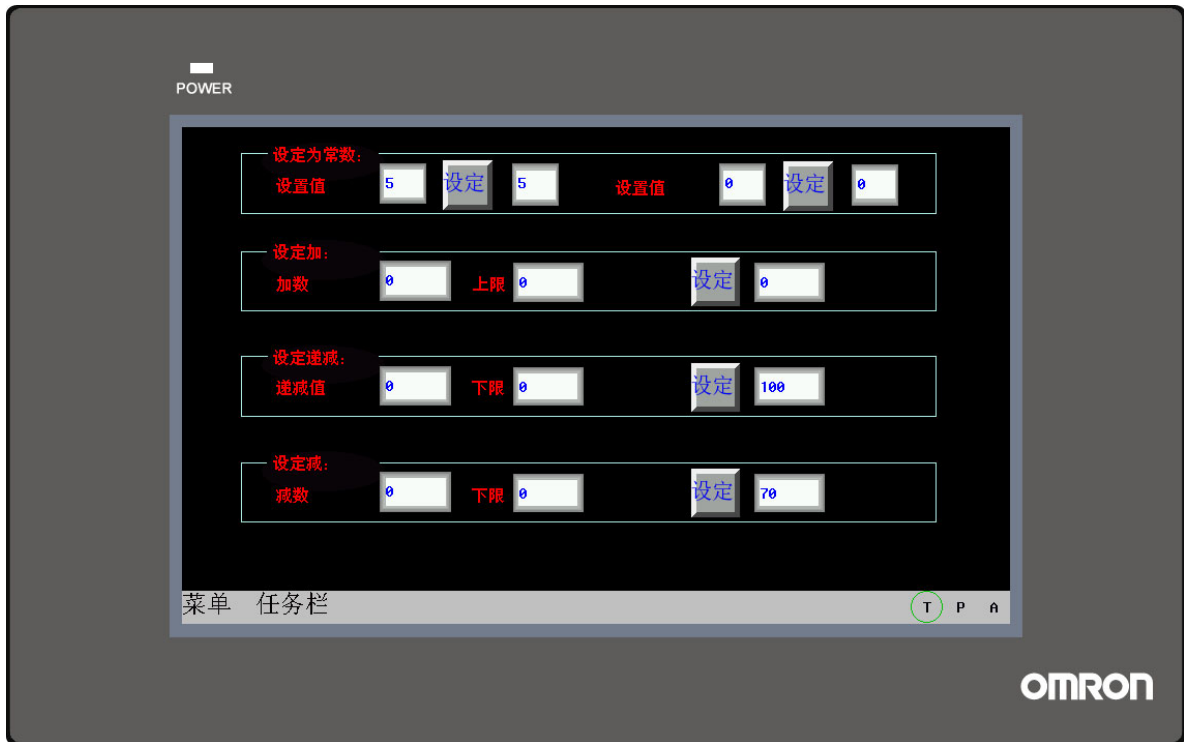 POWER
设定为常数:
设置值 5 设定 5 设置值 0 设定 0
设定加:
加数 0 上限 0 设定 0
设定递减:
递减值 0 下限 0 设定 100
设定减:
减数 0 下限 0 设定 70
菜单 任务栏 T P A
OMRON